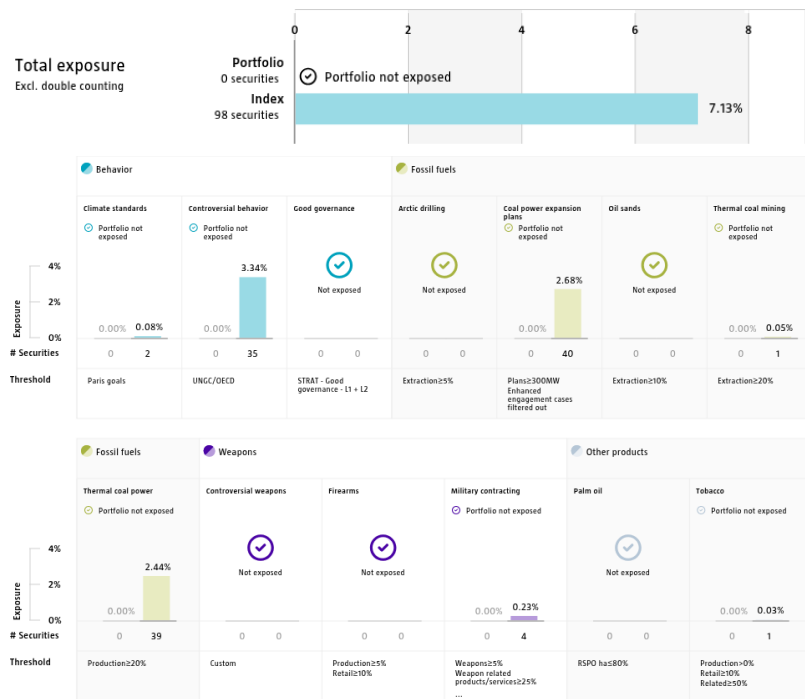 0 2 4 6 8
Total exposure
Excl. double counting
Portfolio
0 securities
Portfolio not exposed
Index
98 securities
7.13%
Behavior
Fossil fuels
Climate standards
Portfolio not
exposed
Controversial behavior
Portfolio not
exposed
Good governance
Not exposed
Arctic drilling
Not exposed
Coal power expansion
plans
Portfolio not
exposed
Oil sands
Not exposed
Thermal coal mining
Portfolio not
exposed
Exposure
4%
2%
0%
0.00% 0.08%
0.00% 3.34%
0.00% 2.68%
0.00% 0.05%
# Securities 0 2 0 35 0 0 0 0 0 40 0 0 0 1
Threshold
Paris goals
UNGC/OECD
STRAT - Good
governance - L1 + L2
Extraction≥5%
Plans≥300MW
Enhanced
engagement cases
filtered out
Extraction≥10%
Extraction≥20%
Fossil fuels
Weapons
Other products
Thermal coal power
Portfolio not exposed
Controversial weapons
Not exposed
Firearms
Not exposed
Military contracting
Portfolio not exposed
Palm oil
Not exposed
Tobacco
Portfolio not exposed
Exposure
4%
2%
0%
0.00% 2.44%
0.00% 0.23%
0.00% 0.03%
# Securities 0 39 0 0 0 0 0 4 0 0 0 1
Threshold
Production≥20%
Custom
Production≥5%
Retail≥10%
Weapons≥5%
Weapon related
products/services≥25%
...
RSPO ha≤80%
Production>0%
Retail≥10%
Related≥50%